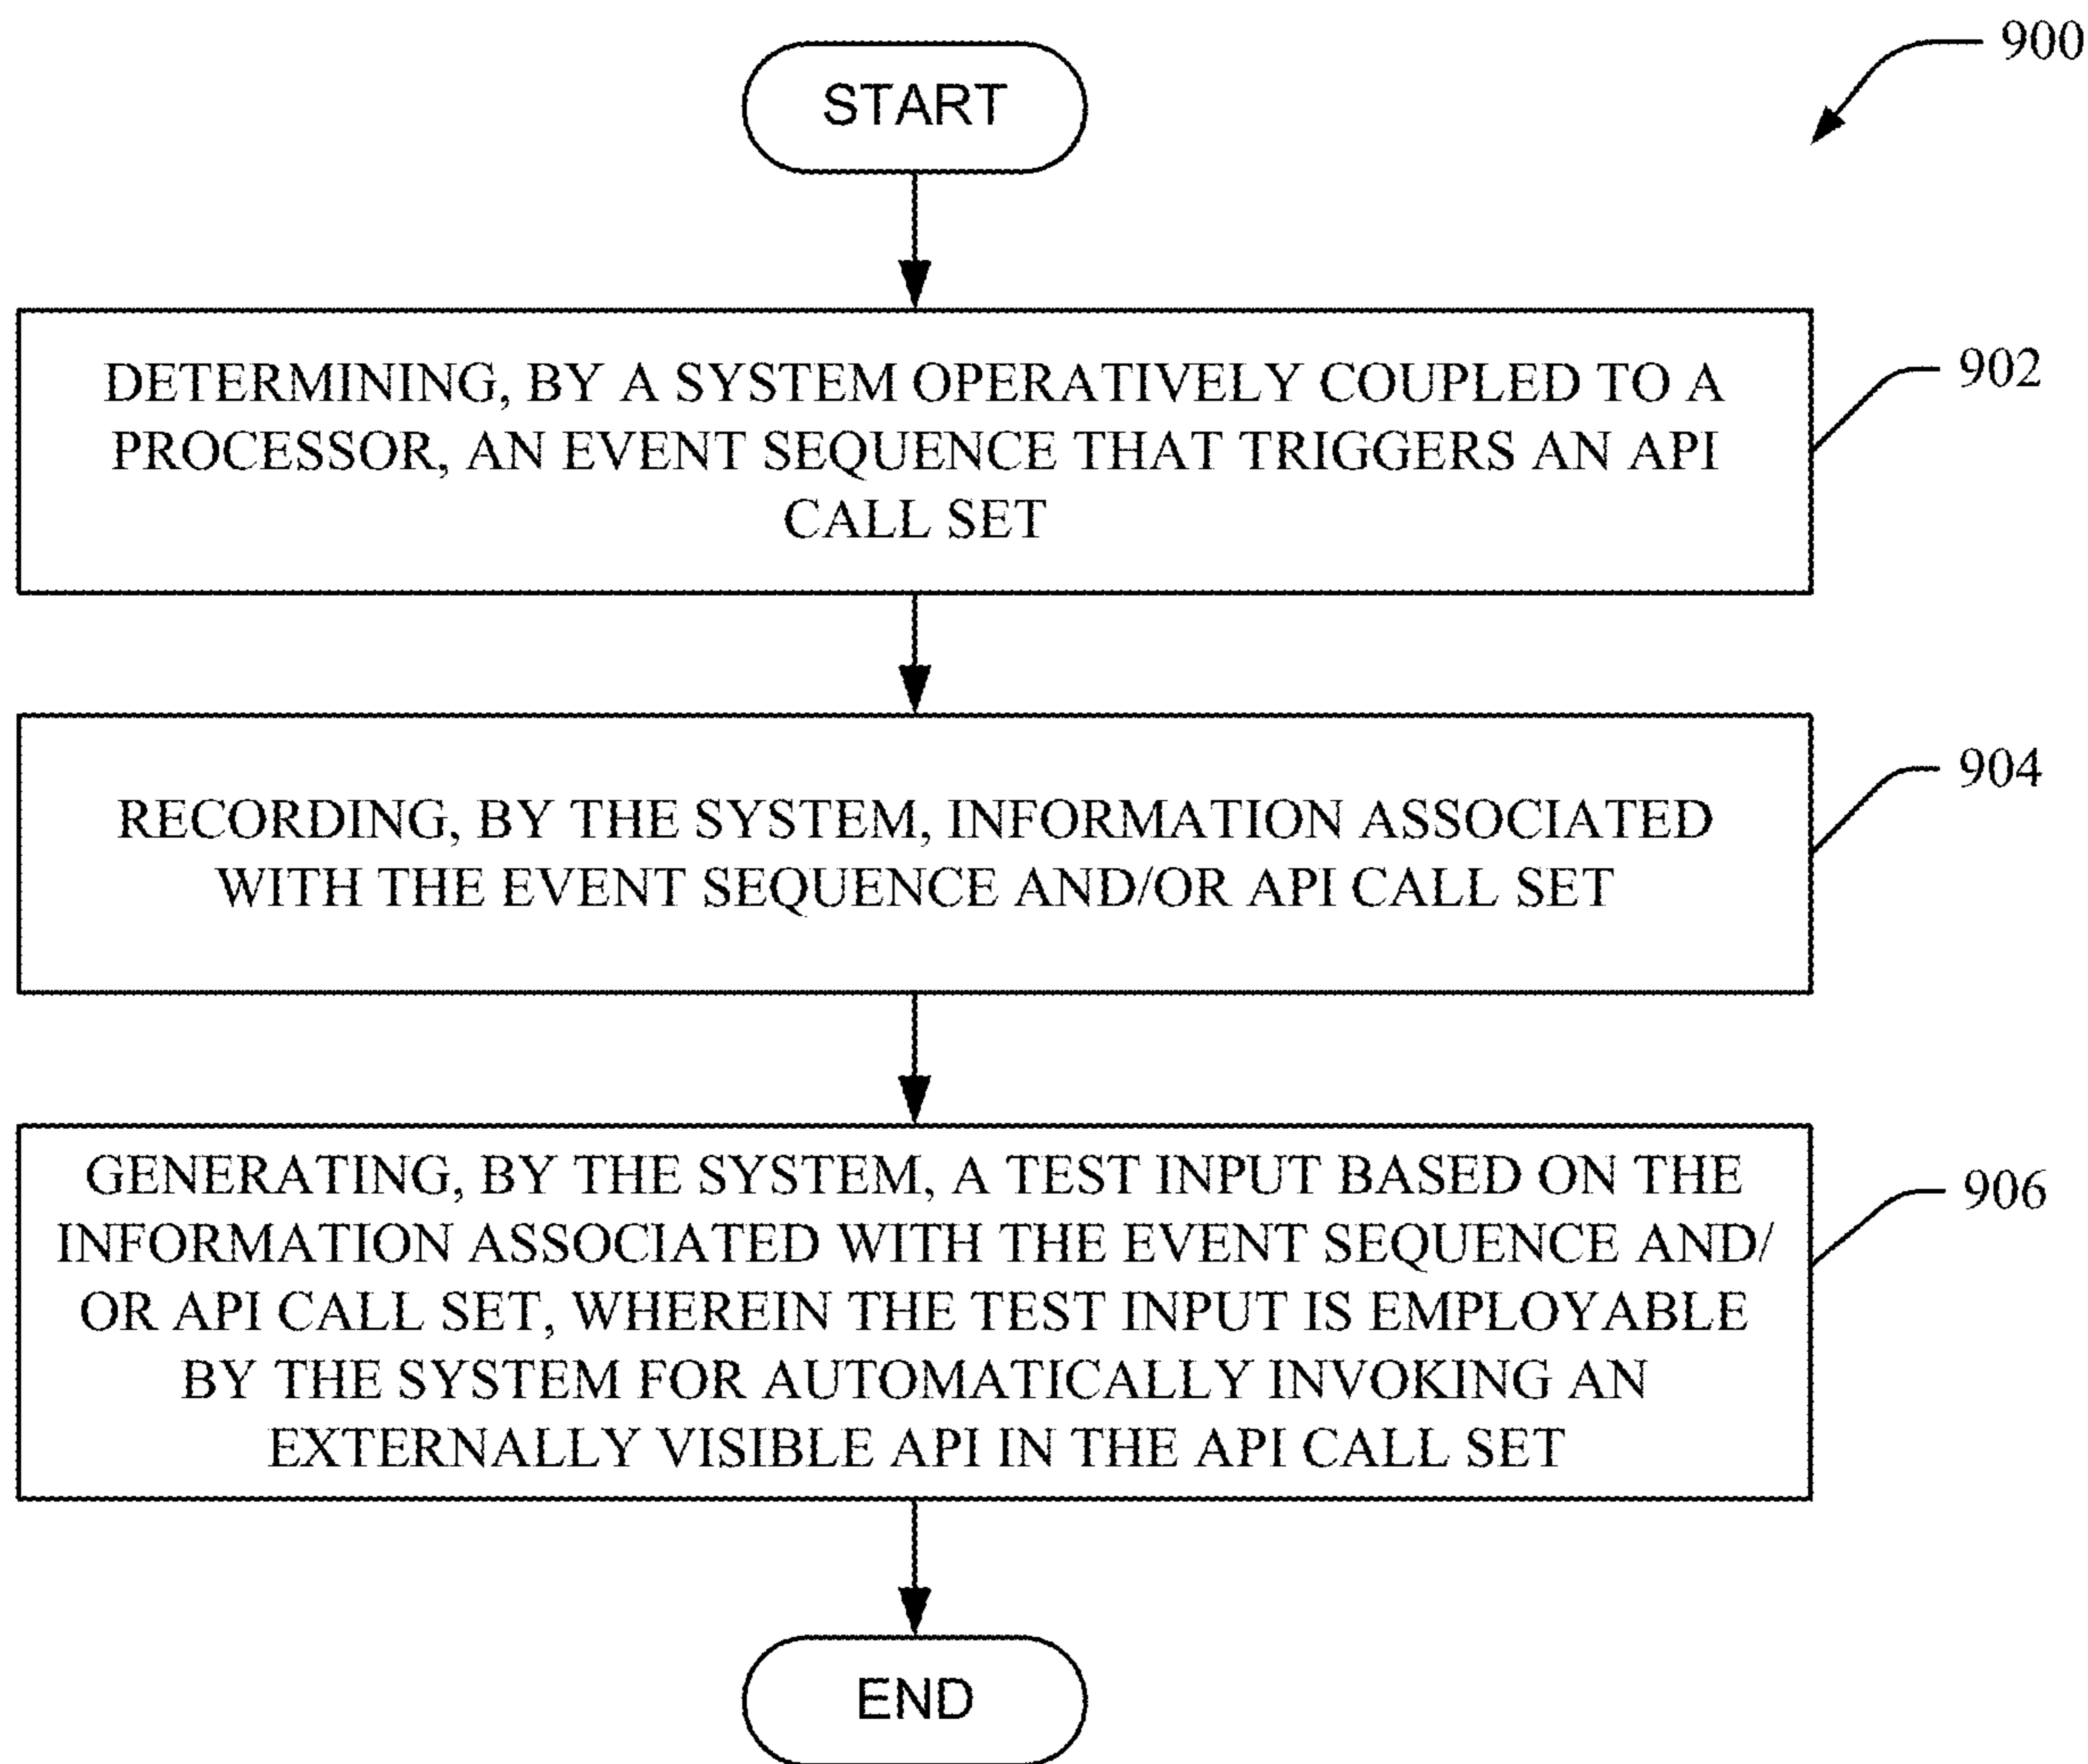 900
START
DETERMINING, BY A SYSTEM OPERATIVELY COUPLED TO A
PROCESSOR, AN EVENT SEQUENCE THAT TRIGGERS AN API
CALL SET
902
RECORDING, BY THE SYSTEM, INFORMATION ASSOCIATED
WITH THE EVENT SEQUENCE AND/OR API CALL SET
904
GENERATING, BY THE SYSTEM, A TEST INPUT BASED ON THE
INFORMATION ASSOCIATED WITH THE EVENT SEQUENCE AND/
OR API CALL SET, WHEREIN THE TEST INPUT IS EMPLOYABLE
BY THE SYSTEM FOR AUTOMATICALLY INVOKING AN
EXTERNALLY VISIBLE API IN THE API CALL SET
906
END